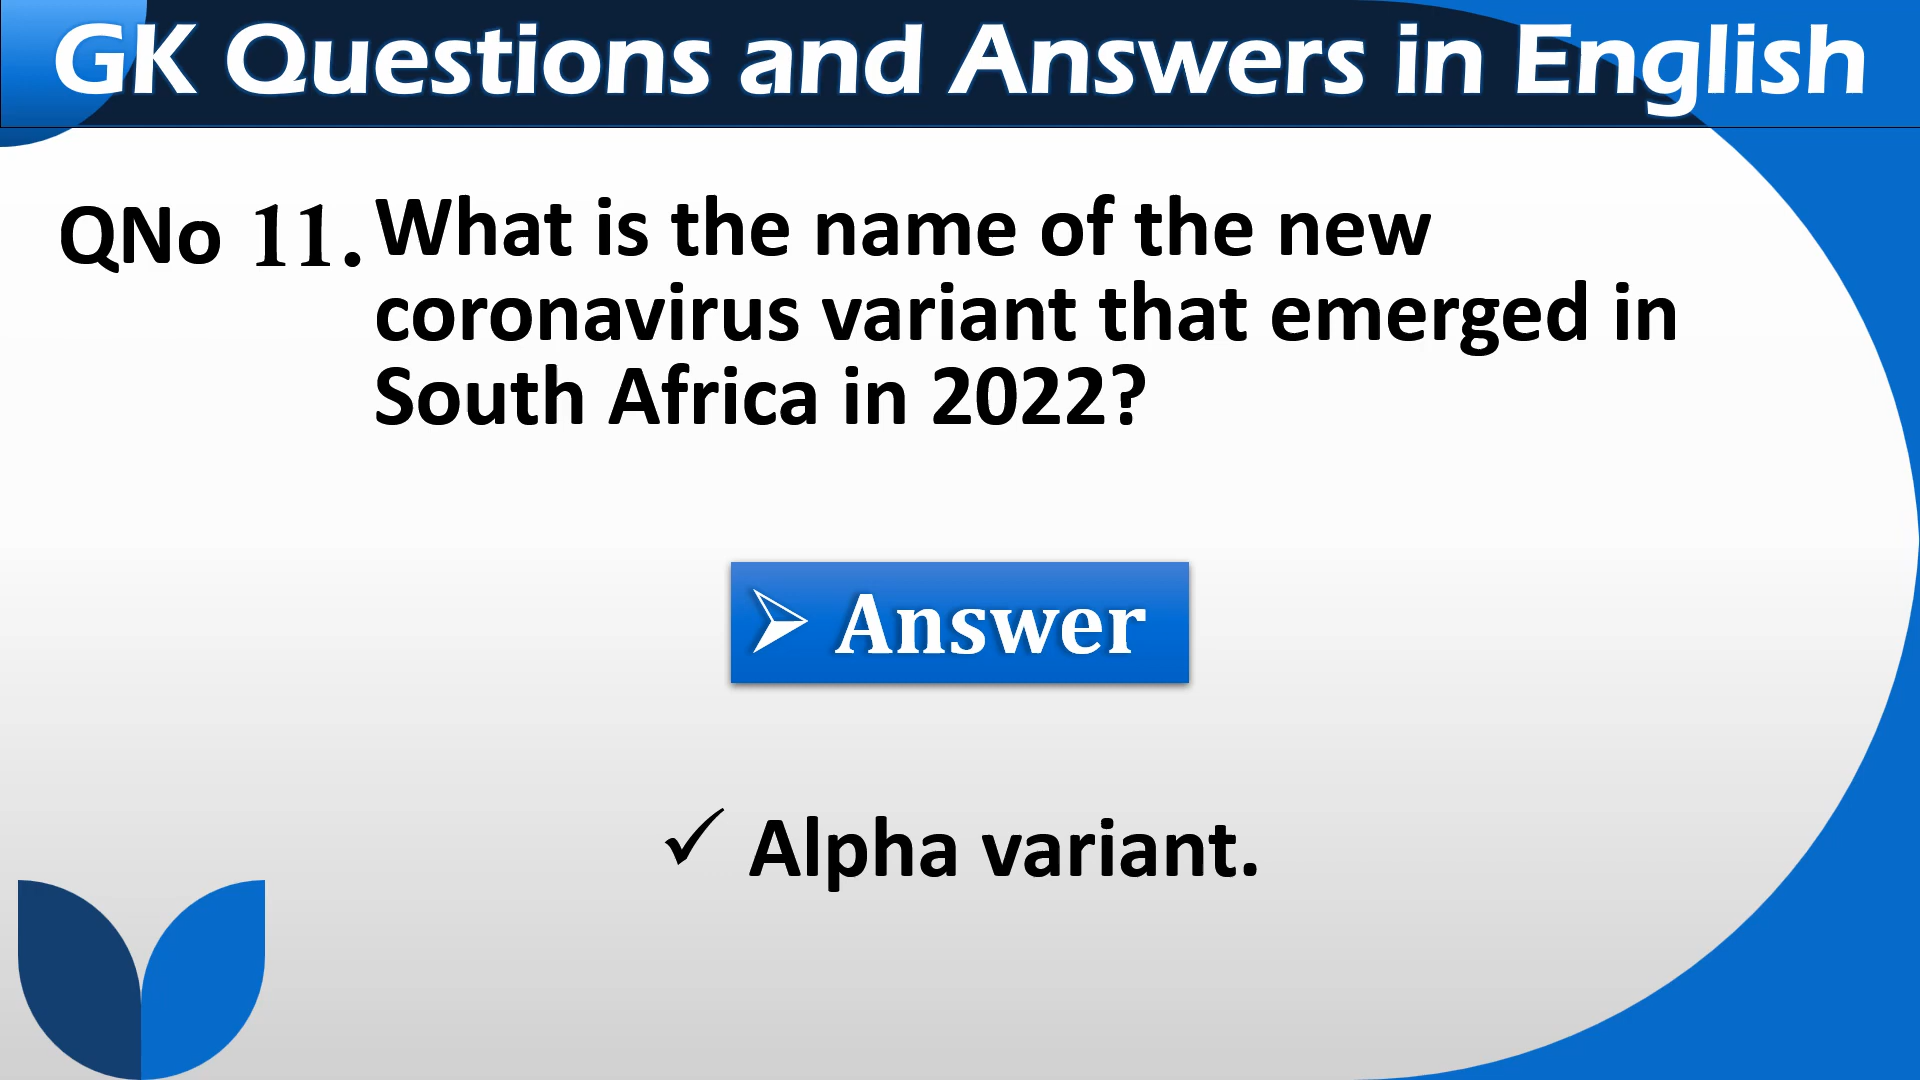 GK Questions and Answers in English
QNo 11. What is the name of the new
coronavirus variant that emerged in
South Africa in 2022?
➢ Answer
✓ Alpha variant.